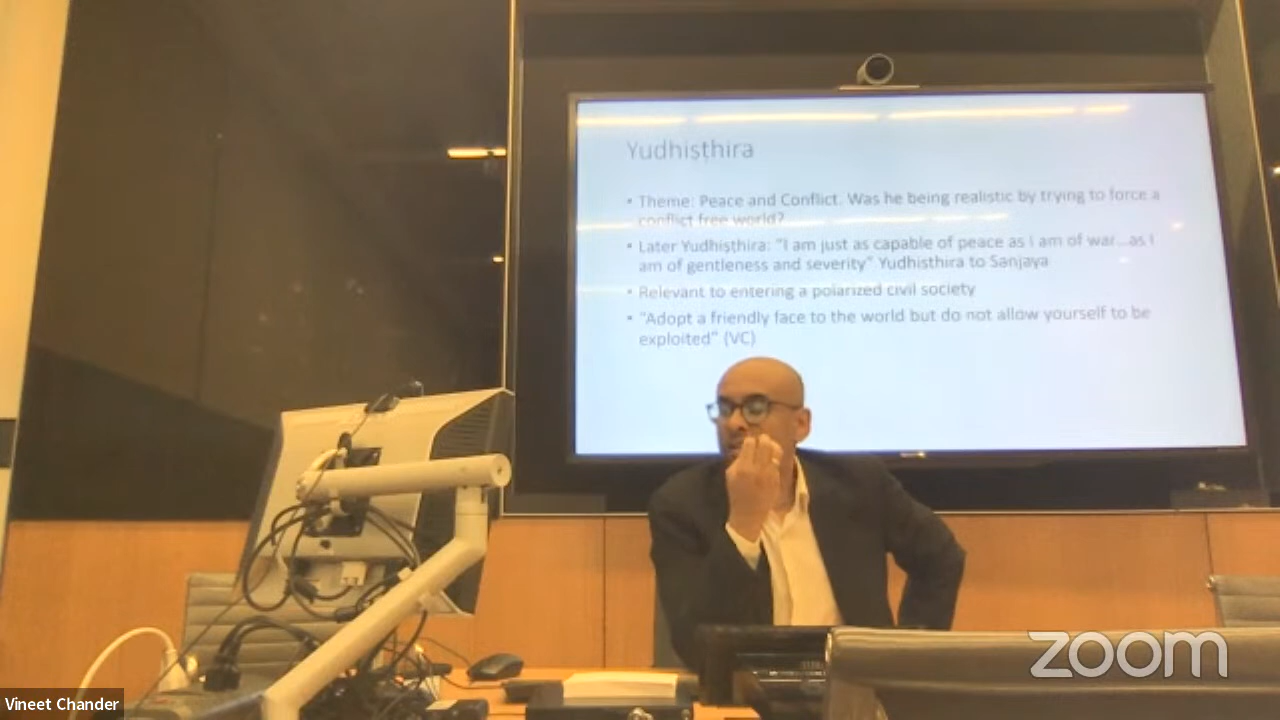 Yudhiṣṭhira
• Theme: Peace and Conflict. Was he being realistic by trying to force a
conflict free world?
• Later Yudhiṣṭhira: "I am just as capable of peace as I am of war...as I
am of gentleness and severity" Yudhisthira to Sanjaya
• Relevant to entering a polarized civil society
• "Adopt a friendly face to the world but do not allow yourself to be
exploited" (VC)
zoom
Vineet Chander